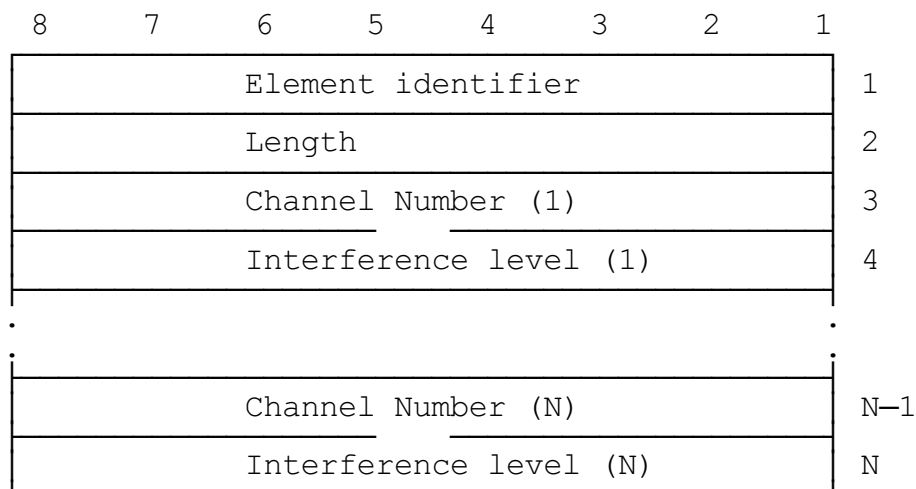 8 7 6 5 4 3 2 1
Element identifier 1
Length 2
Channel Number (1) 3
Interference level (1) 4
Channel Number (N) N–1
Interference level (N) N